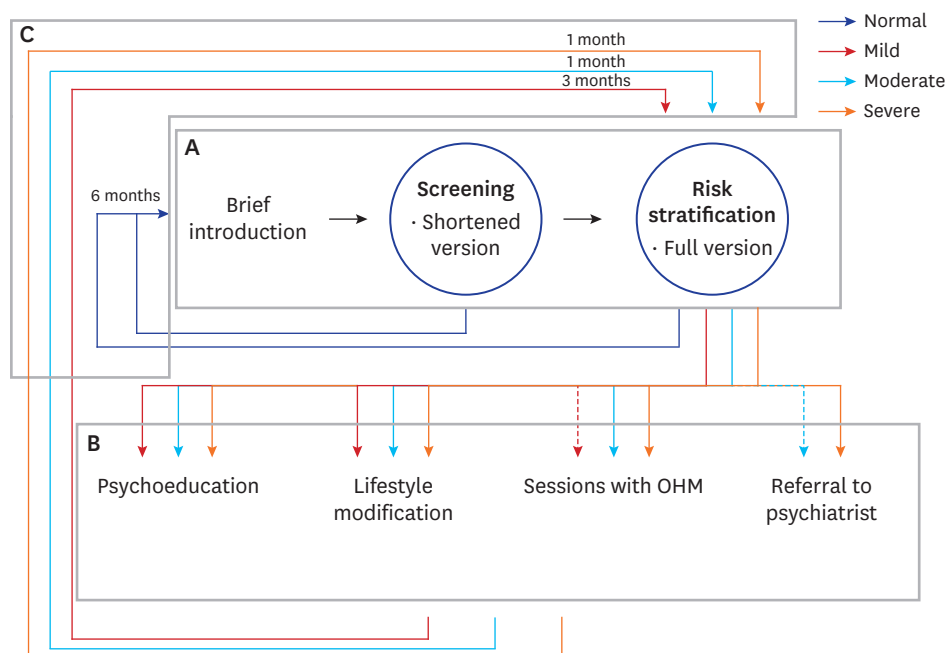 C
1 month
1 month
3 months
Normal
Mild
Moderate
Severe
A
6 months
Brief
introduction
Screening
· Shortened
version
Risk
stratification
· Full version
B
Psychoeducation
Lifestyle
modification
Sessions with OHM
Referral to
psychiatrist